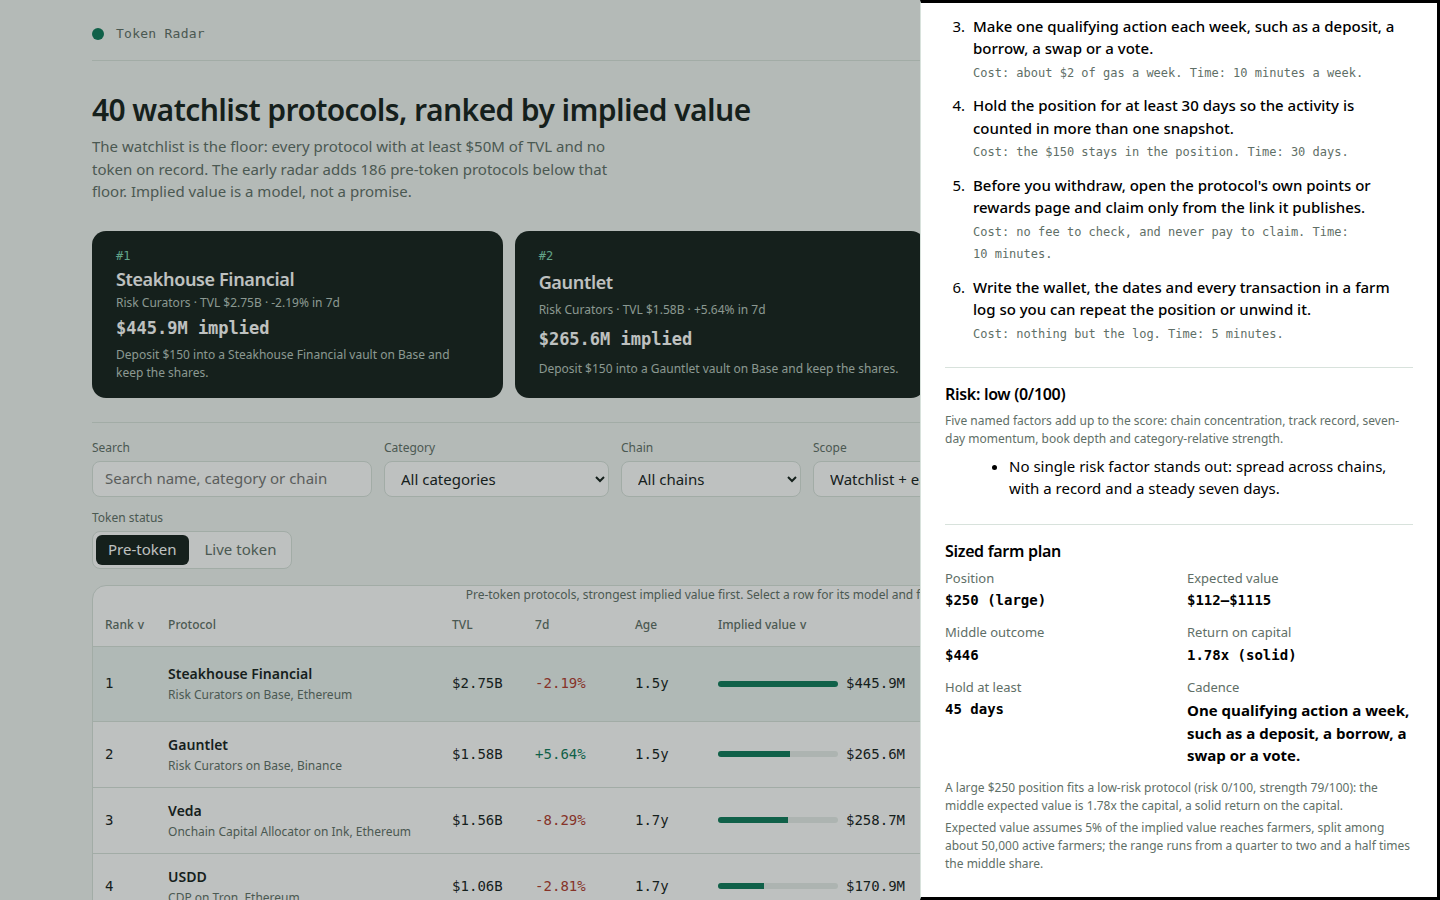 Token Radar
40 watchlist protocols, ranked by implied value
The watchlist is the floor: every protocol with at least $50M of TVL and no
token on record. The early radar adds 186 pre-token protocols below that
floor. Implied value is a model, not a promise.
#1
Steakhouse Financial
Risk Curators · TVL $2.75B · -2.19% in 7d
$445.9M implied
Deposit $150 into a Steakhouse Financial vault on Base and
keep the shares.
#2
Gauntlet
Risk Curators · TVL $1.58B · +5.64% in 7d
$265.6M implied
Deposit $150 into a Gauntlet vault on Base and keep the shares.
Search
Category
Chain
Scope
Search name, category or chain
All categories
All chains
Watchlist + e
Token status
Pre-token
Live token
Pre-token protocols, strongest implied value first. Select a row for its model and f
Rank v Protocol TVL 7d Age Implied value v
1 Steakhouse Financial $2.75B -2.19% 1.5y $445.9M
Risk Curators on Base, Ethereum
2 Gauntlet $1.58B +5.64% 1.5y $265.6M
Risk Curators on Base, Binance
3 Veda $1.56B -8.29% 1.7y $258.7M
Onchain Capital Allocator on Ink, Ethereum
4 USDD $1.06B -2.81% 1.7y $170.9M
CDP on Tron, Ethereum
3. Make one qualifying action each week, such as a deposit, a
borrow, a swap or a vote.
Cost: about $2 of gas a week. Time: 10 minutes a week.
4. Hold the position for at least 30 days so the activity is
counted in more than one snapshot.
Cost: the $150 stays in the position. Time: 30 days.
5. Before you withdraw, open the protocol's own points or
rewards page and claim only from the link it publishes.
Cost: no fee to check, and never pay to claim. Time:
10 minutes.
6. Write the wallet, the dates and every transaction in a farm
log so you can repeat the position or unwind it.
Cost: nothing but the log. Time: 5 minutes.
Risk: low (0/100)
Five named factors add up to the score: chain concentration, track record, seven-
day momentum, book depth and category-relative strength.
• No single risk factor stands out: spread across chains,
with a record and a steady seven days.
Sized farm plan
Position
$250 (large)
Expected value
$112–$1115
Middle outcome
$446
Return on capital
1.78x (solid)
Hold at least
45 days
Cadence
One qualifying action a week,
such as a deposit, a borrow, a
swap or a vote.
A large $250 position fits a low-risk protocol (risk 0/100, strength 79/100): the
middle expected value is 1.78x the capital, a solid return on the capital.
Expected value assumes 5% of the implied value reaches farmers, split among
about 50,000 active farmers; the range runs from a quarter to two and a half times
the middle share.